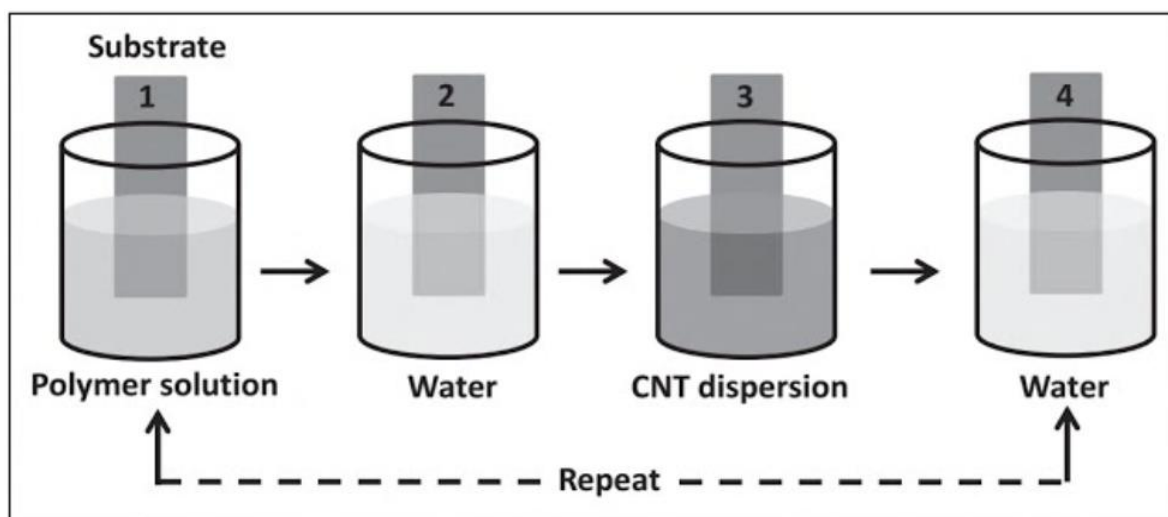 Substrate
1
2
3
4
Polymer solution
Water
CNT dispersion
Water
Repeat